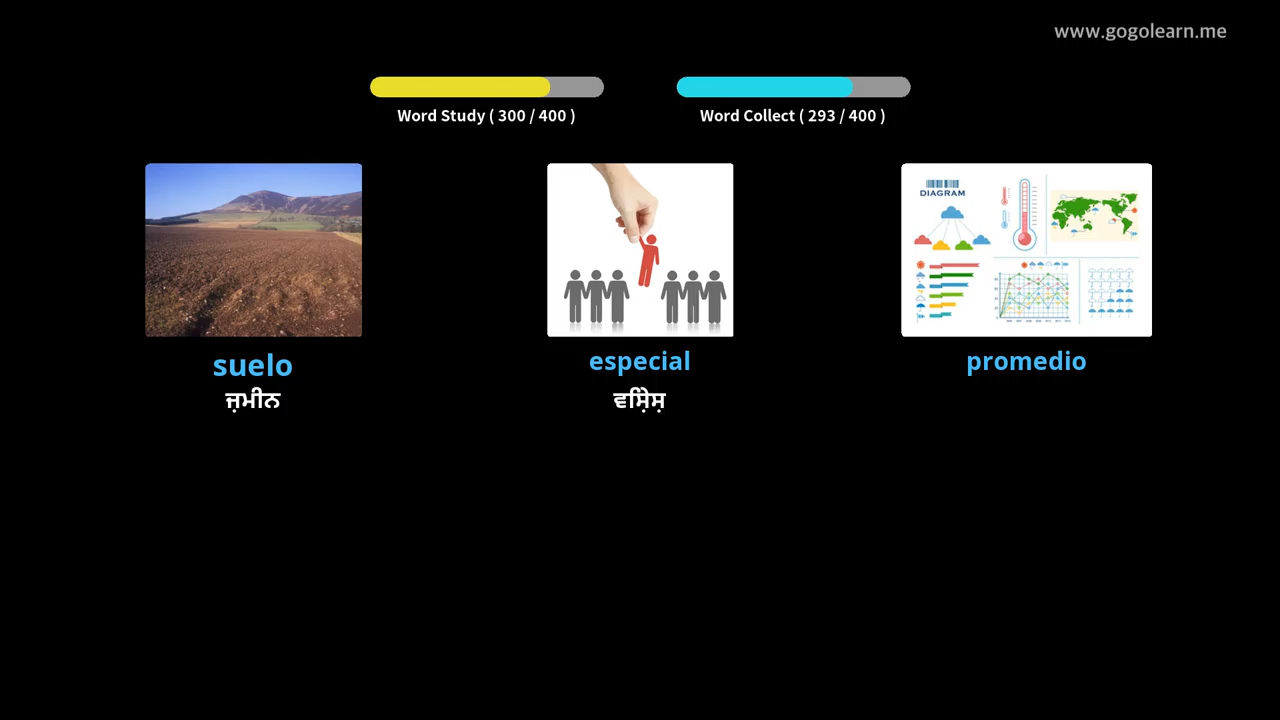 www.gogolearn.me
Word Study ( 300 / 400 )
Word Collect ( 293 / 400 )
DIAGRAM
suelo
especial
promedio
ਜ਼ਮੀਨ
ਵਿਸ਼ੇਸ਼